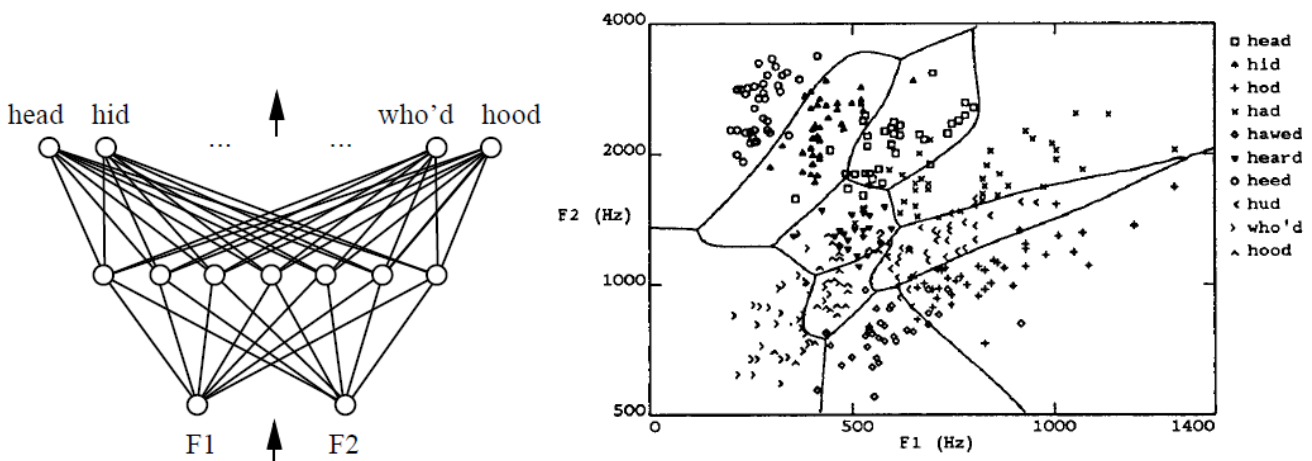 head hid ... ... who'd hood
F1 F2
4000
2000
F2 (Hz)
1000
500
0 500 1000 1400
F1 (Hz)
head
hid
hod
had
hawed
heard
heed
hud
who'd
hood